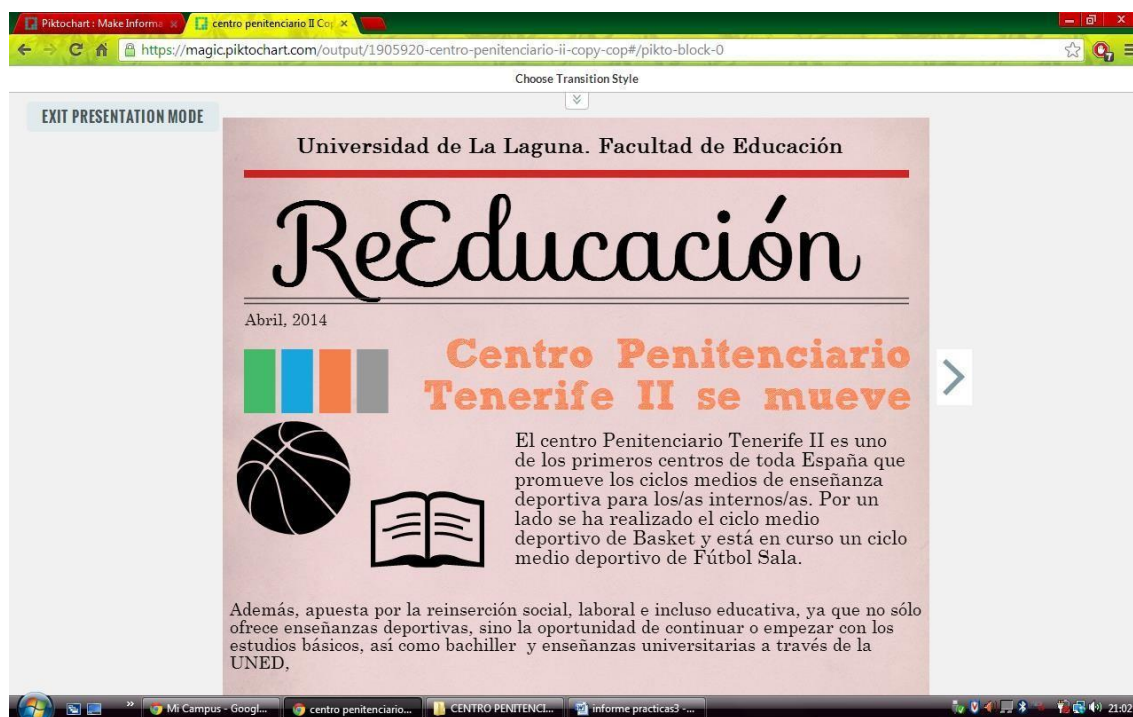 Piktochart : Make Informa
centro penitenciario II Cop
https://magic.piktochart.com/output/1905920-centro-penitenciario-ii-copy-cop#/pikto-block-0
7
Choose Transition Style
EXIT PRESENTATION MODE
Universidad de La Laguna. Facultad de Educación
ReEducación
Abril, 2014
Centro Penitenciario
Tenerife II se mueve
El centro Penitenciario Tenerife II es uno
de los primeros centros de toda España que
promueve los ciclos medios de enseñanza
deportiva para los/as internos/as. Por un
lado se ha realizado el ciclo medio
deportivo de Basket y está en curso un ciclo
medio deportivo de Fútbol Sala.
Además, apuesta por la reinserción social, laboral e incluso educativa, ya que no sólo
ofrece enseñanzas deportivas, sino la oportunidad de continuar o empezar con los
estudios básicos, así como bachiller y enseñanzas universitarias a través de la
UNED,
Mi Campus - Googl...
centro penitenciario...
CENTRO PENITENCI...
informe practicas3 -...
21:02